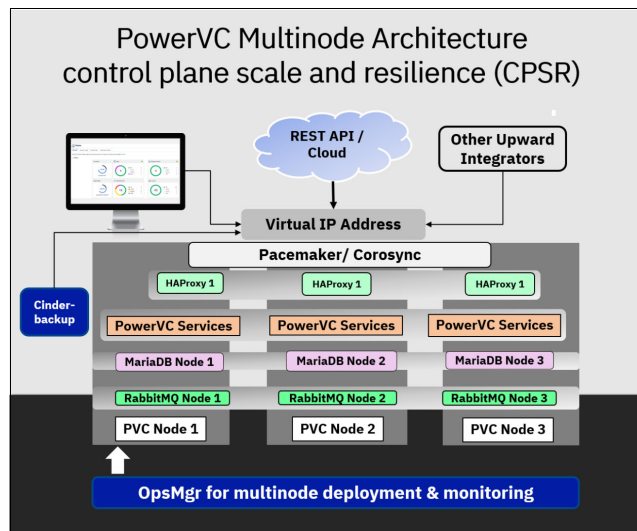 PowerVC Multinode Architecture
control plane scale and resilience (CPSR)
REST API /
Cloud
Other Upward
Integrators
Virtual IP Address
Pacemaker/ Corosync
HAProxy 1
HAProxy 1
HAProxy 1
Cinder-
backup
PowerVC Services
PowerVC Services
PowerVC Services
MariaDB Node 1
MariaDB Node 2
MariaDB Node 3
RabbitMQ Node 1
RabbitMQ Node 2
RabbitMQ Node 3
PVC Node 1
PVC Node 2
PVC Node 3
OpsMgr for multinode deployment & monitoring